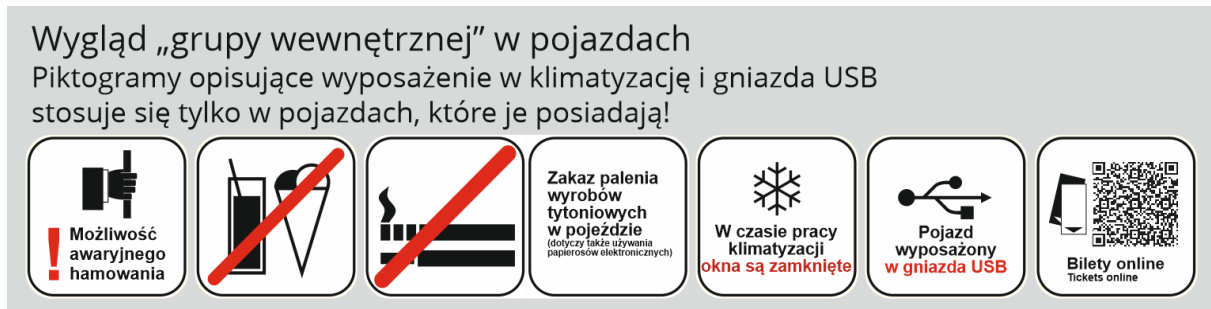 Wygląd „grupy wewnętrznej” w pojazdach
Piktogramy opisujące wyposażenie w klimatyzację i gniazda USB
stosuje się tylko w pojazdach, które je posiadają!
! Możliwość
awaryjnego
hamowania
Zakaz palenia
wyrobów
tytoniowych
w pojeździe
(dotyczy także używania
papierosów elektronicznych)
W czasie pracy
klimatyzacji
okna są zamknięte
Pojazd
wyposażony
w gniazda USB
Bilety online
Tickets online